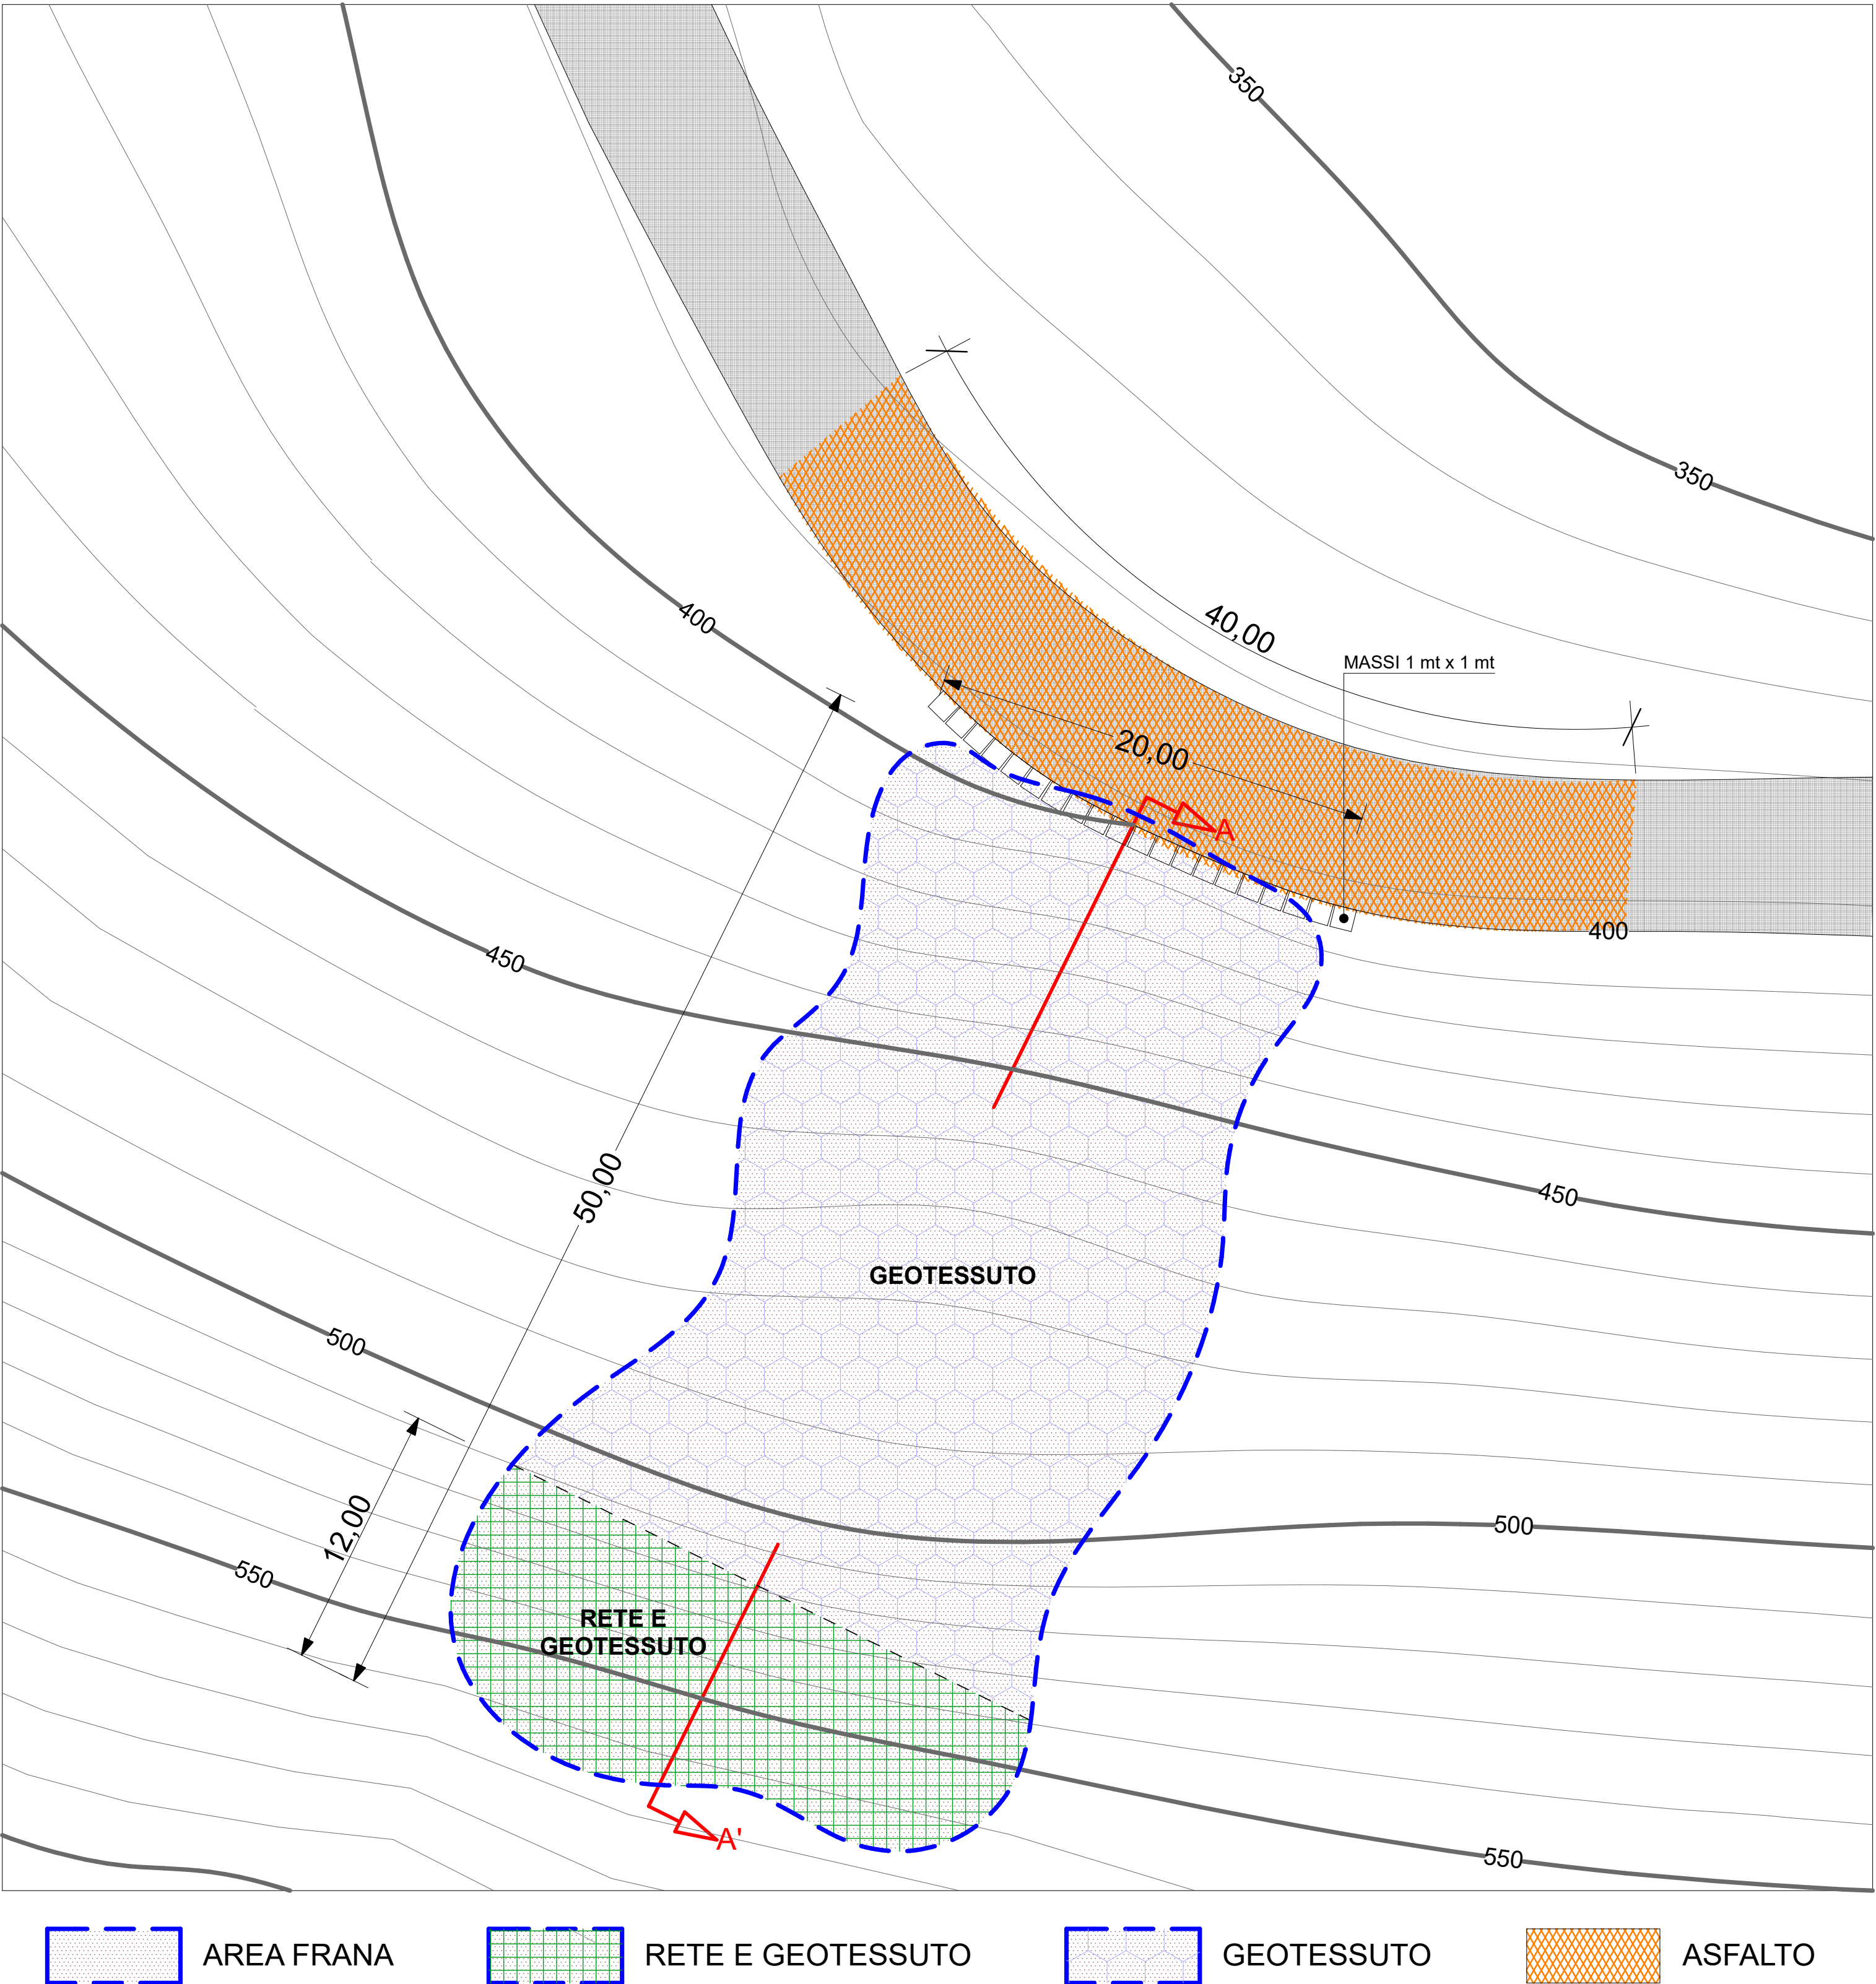 350
350
400
40,00
MASSI 1 mt x 1 mt
20,00
A
400
450
50,00
450
GEOTESSUTO
500
12,00
500
550
RETE E
GEOTESSUTO
A'
550
AREA FRANA
RETE E GEOTESSUTO
GEOTESSUTO
ASFALTO